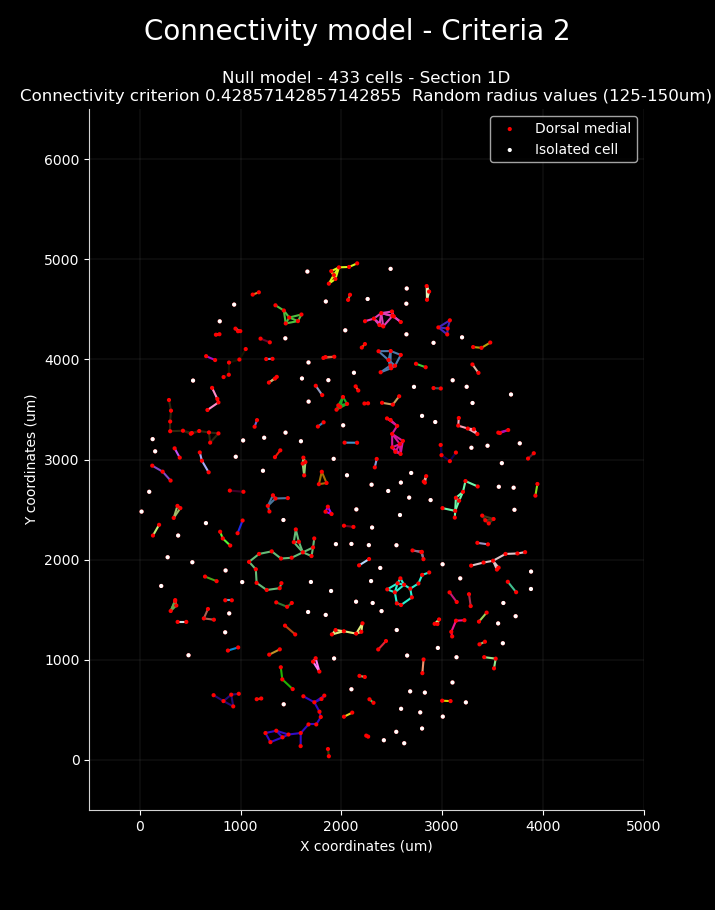 Connectivity model - Criteria 2
Null model - 433 cells - Section 1D
Connectivity criterion 0.42857142857142855  Random radius values (125-150um)
Dorsal medial
Isolated cell
6000
5000
4000
3000
2000
1000
0
Y coordinates (um)
0 1000 2000 3000 4000 5000
X coordinates (um)